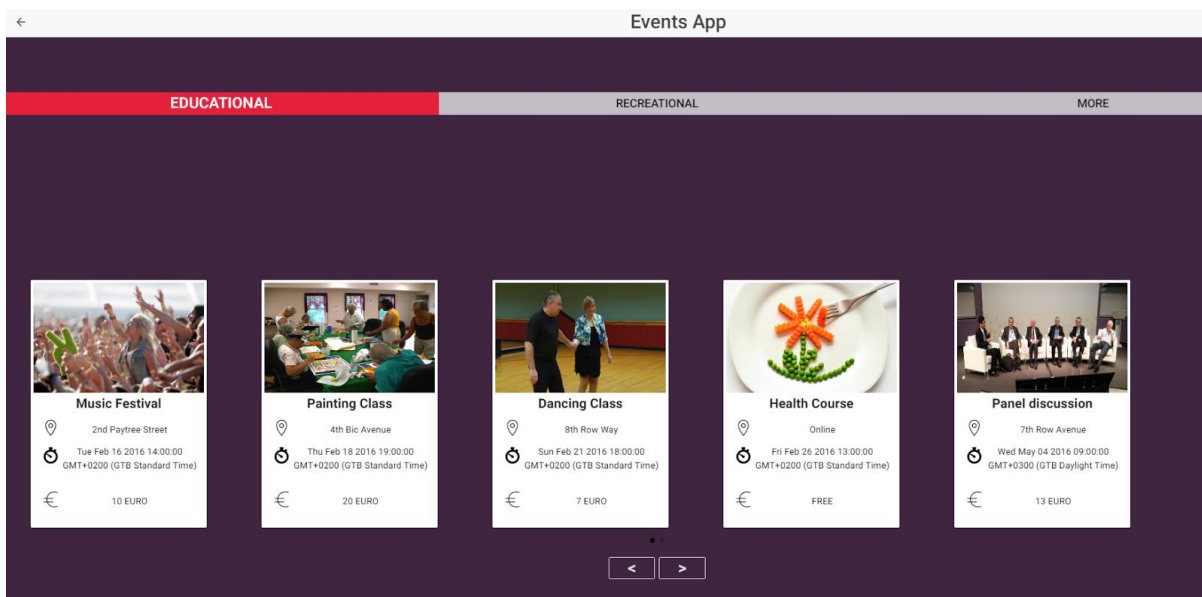 Events App
EDUCATIONAL
RECREATIONAL
MORE
Music Festival
2nd Paytree Street
Tue Feb 16 2016 14:00:00
GMT+0200 (GTB Standard Time)
10 EURO
Painting Class
4th Bic Avenue
Thu Feb 18 2016 19:00:00
GMT+0200 (GTB Standard Time)
20 EURO
Dancing Class
8th Row Way
Sun Feb 21 2016 18:00:00
GMT+0200 (GTB Standard Time)
7 EURO
Health Course
Online
Fri Feb 26 2016 13:00:00
GMT+0200 (GTB Standard Time)
FREE
Panel discussion
7th Row Avenue
Wed May 04 2016 09:00:00
GMT+0300 (GTB Daylight Time)
13 EURO
< >